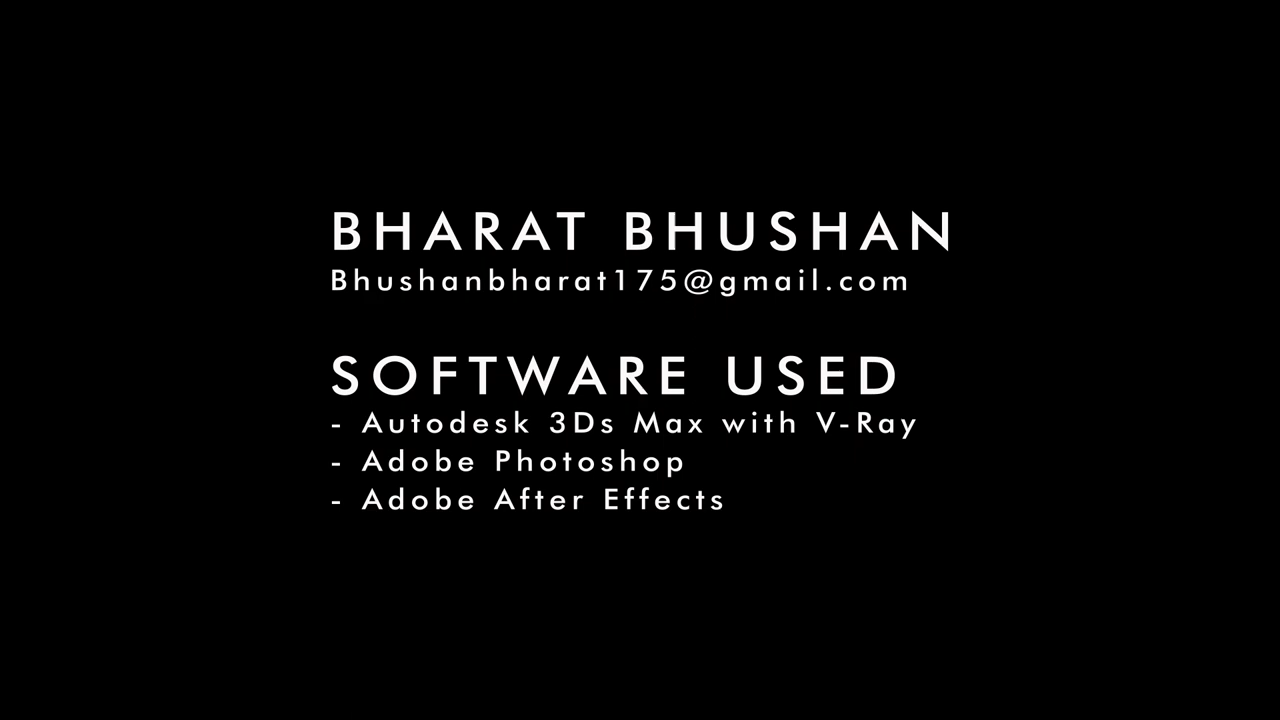 BHARAT BHUSHAN
Bhushanbharat175@gmail.com
SOFTWARE USED
- Autodesk 3Ds Max with V-Ray
- Adobe Photoshop
- Adobe After Effects